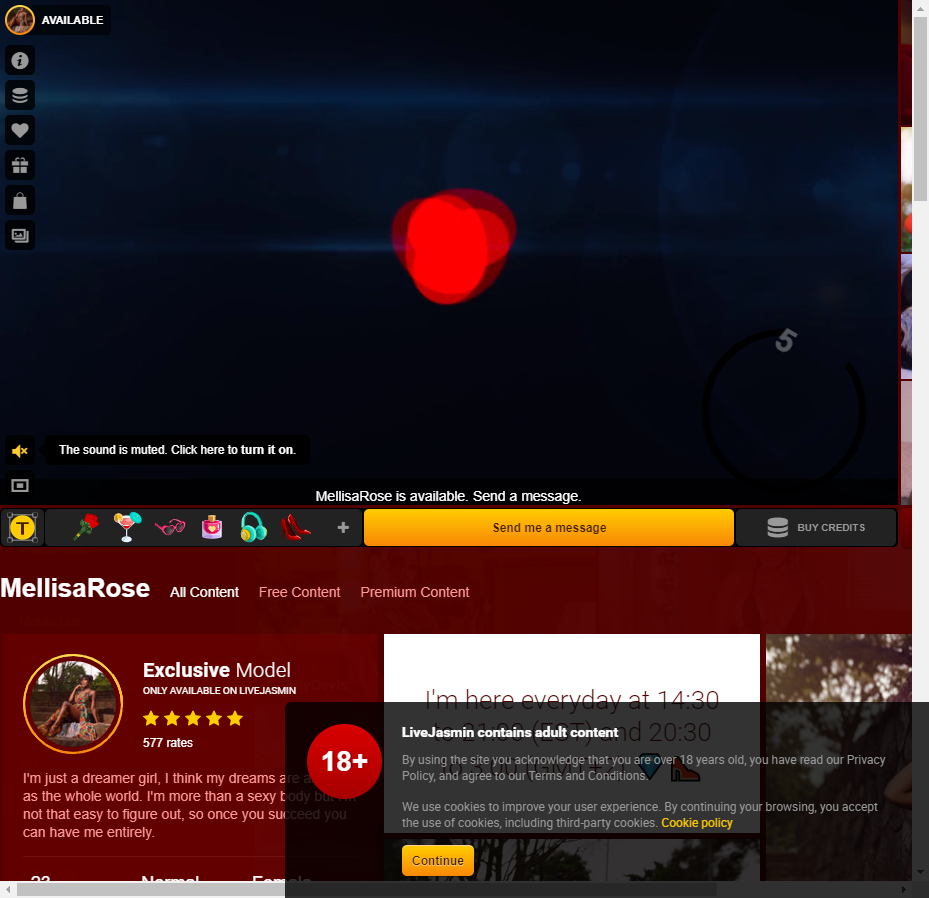 AVAILABLE
5
The sound is muted. Click here to turn it on.
MellisaRose is available. Send a message.
T
Send me a message
BUY CREDITS
MellisaRose
All Content
Free Content
Premium Content
Exclusive Model
ONLY AVAILABLE ON LIVEJASMIN
577 rates
I'm just a dreamer girl, I think my dreams are a
as the whole world. I'm more than a sexy body but
not that easy to figure out, so once you succeed you
can have me entirely.
I'm here everyday at 14:30
(EST) and 20:30
18+
LiveJasmin contains adult content
By using the site you acknowledge that you are over 18 years old, you have read our Privacy
Policy, and agree to our Terms and Conditions.
We use cookies to improve your user experience. By continuing your browsing, you accept
the use of cookies, including third-party cookies. Cookie policy
Continue